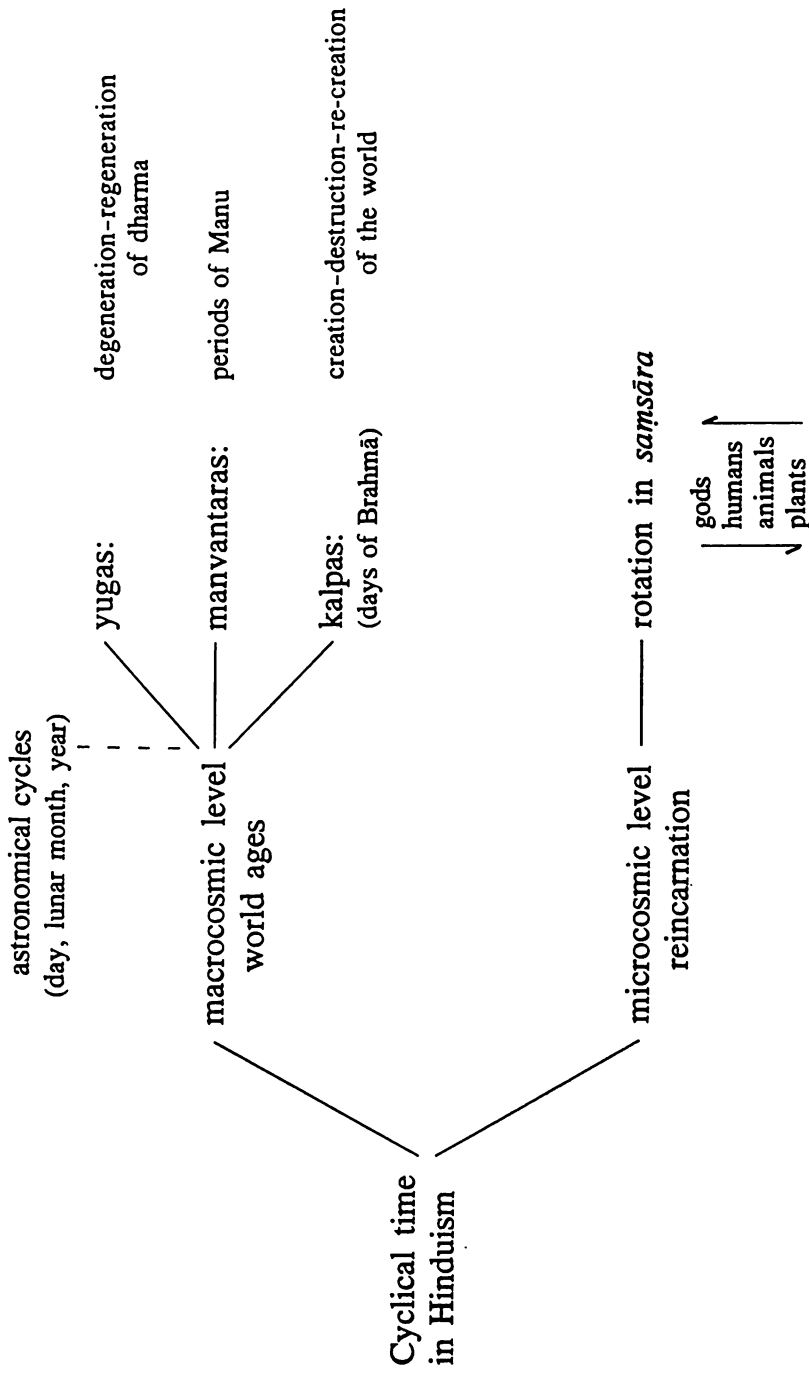 astronomical cycles
(day, lunar month, year)
yugas:
degeneration-regeneration
of dharma
macrocosmic level
world ages
manvantaras:
periods of Manu
kalpas:
(days of Brahmā)
creation-destruction-re-creation
of the world
Cyclical time
in Hinduism
microcosmic level
reincarnation
rotation in saṃsāra
gods
humans
animals
plants